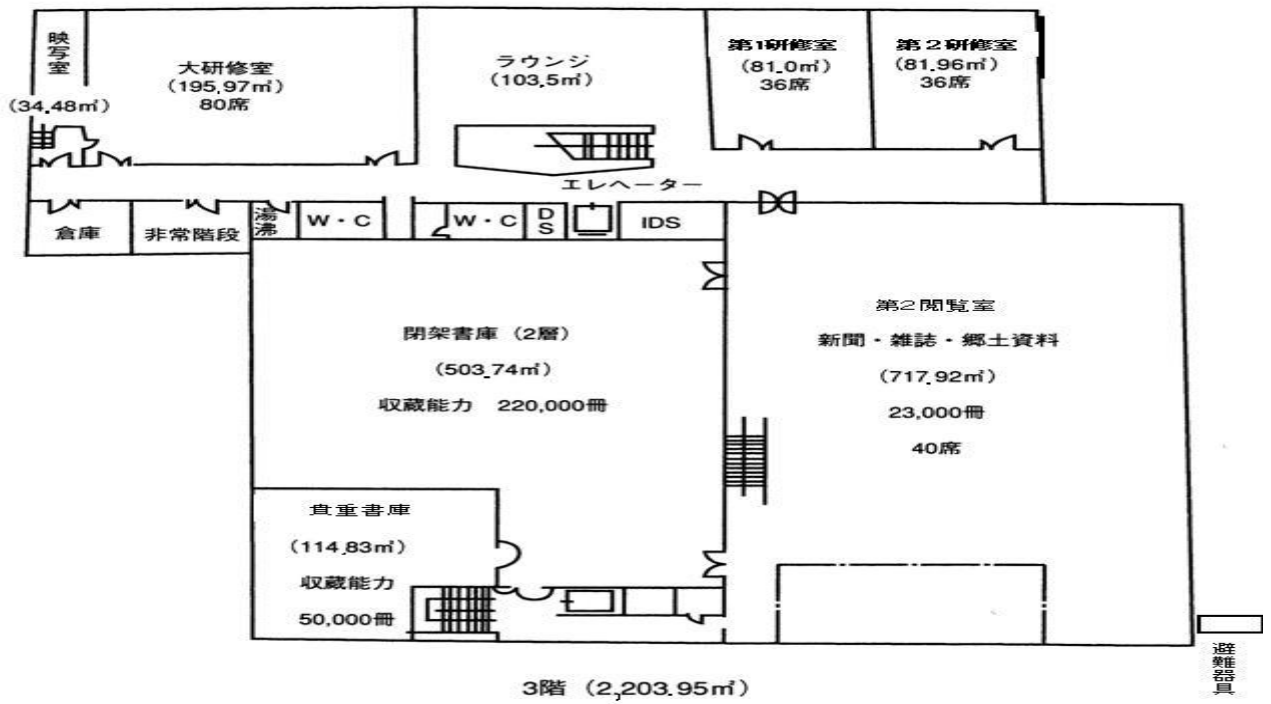 映写室
(34.48㎡)
大研修室
(195.97㎡)
80席
ラウンジ
(103.5㎡)
第1研修室
(81.0㎡)
36席
第2研修室
(81.96㎡)
36席
エレヘーター
倉庫
非常階段
湯沸
W・C
W・C
DS
IDS
閉架書庫 (2層)
(503.74㎡)
収蔵能力 220,000冊
第2閲覧室
新聞・雑誌・郷土資料
(717.92㎡)
23,000冊
40席
貴重書庫
(114.83㎡)
収蔵能力
50,000冊
避難器具
3階 (2,203.95㎡)